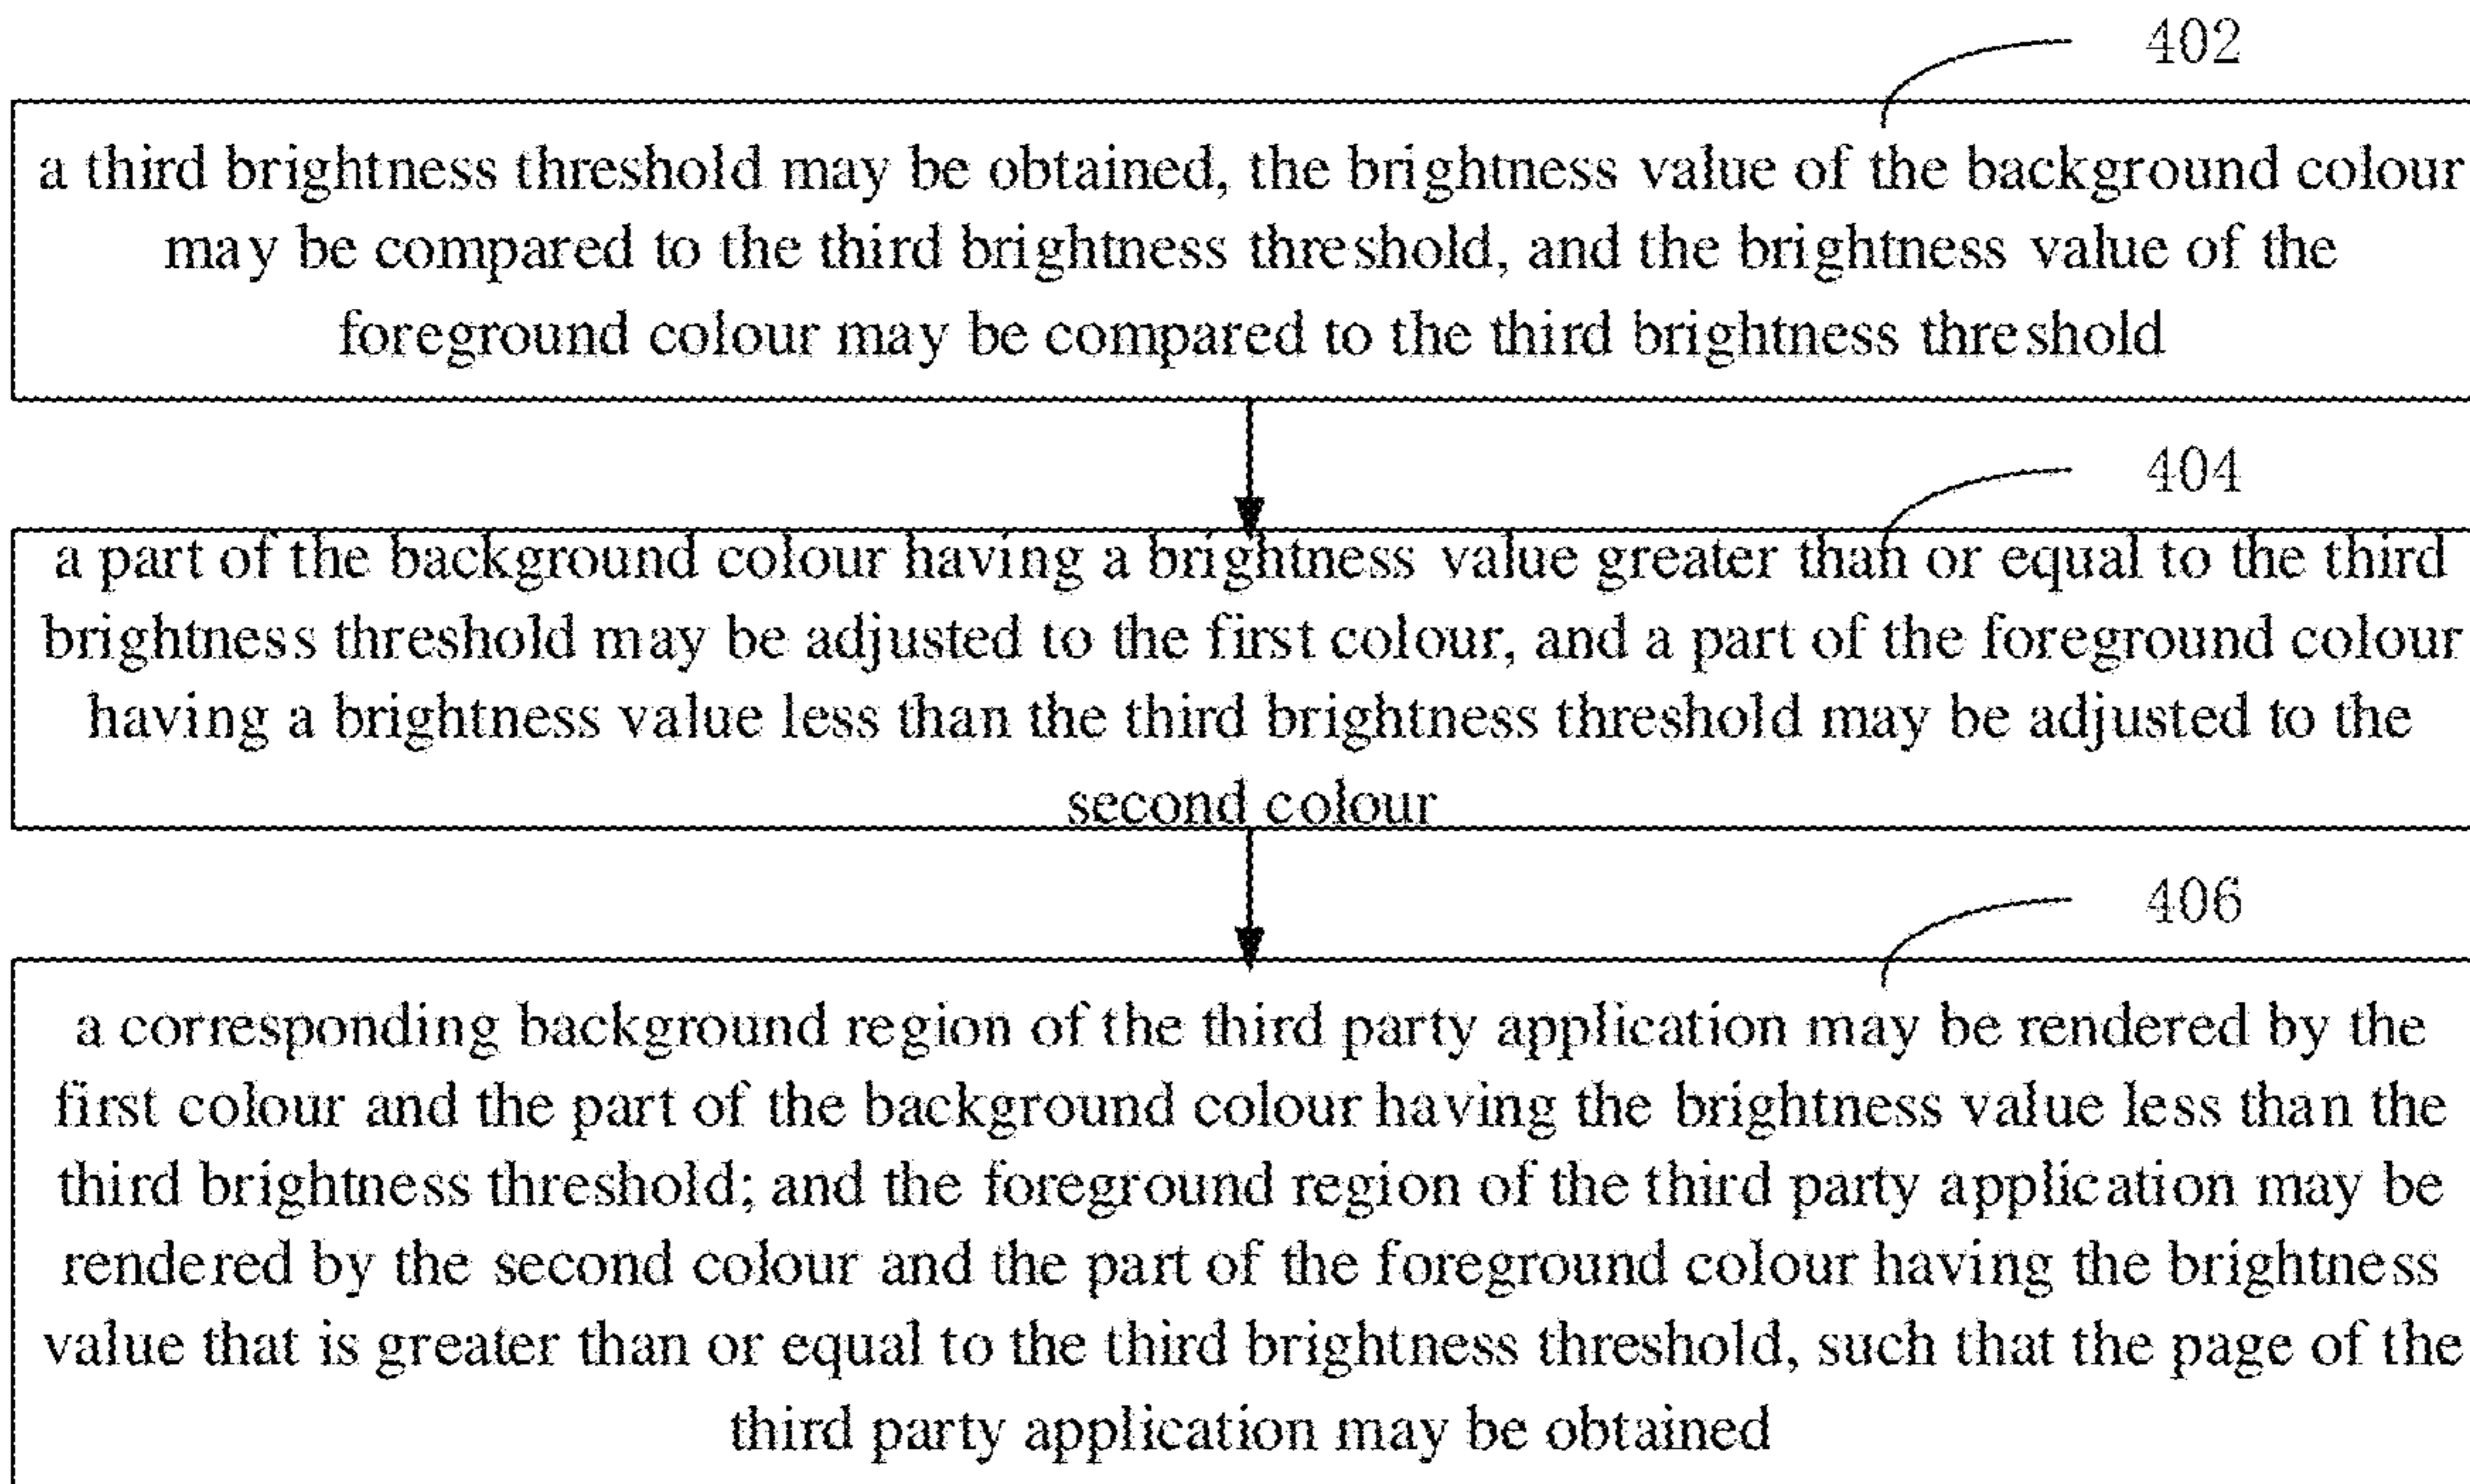 402
a third brightness threshold may be obtained, the brightness value of the background colour
may be compared to the third brightness threshold, and the brightness value of the
foreground colour may be compared to the third brightness threshold
404
a part of the background colour having a brightness value greater than or equal to the third
brightness threshold may be adjusted to the first colour, and a part of the foreground colour
having a brightness value less than the third brightness threshold may be adjusted to the
second colour
406
a corresponding background region of the third party application may be rendered by the
first colour and the part of the background colour having the brightness value less than the
third brightness threshold; and the foreground region of the third party application may be
rendered by the second colour and the part of the foreground colour having the brightness
value that is greater than or equal to the third brightness threshold, such that the page of the
third party application may be obtained